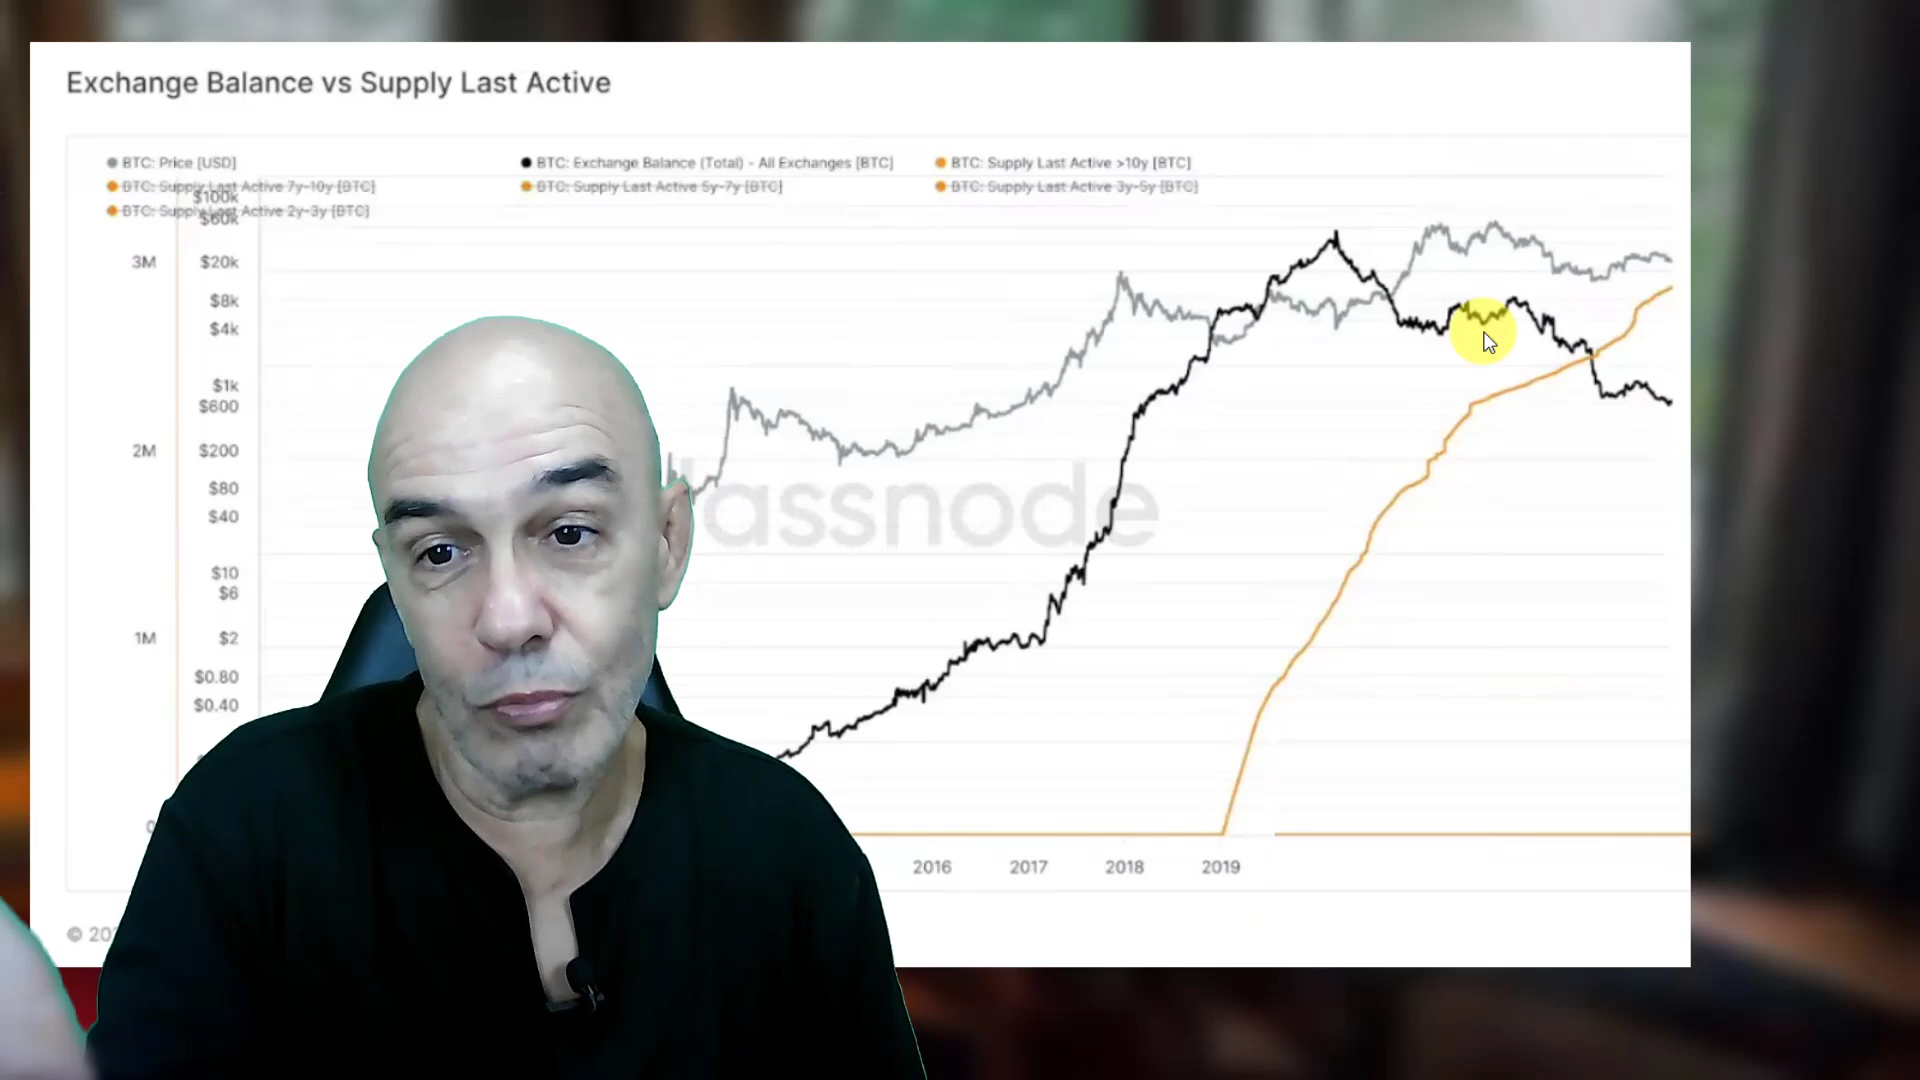 Exchange Balance vs Supply Last Active
BTC: Price [USD]
BTC: Exchange Balance (Total) - All Exchanges [BTC]
BTC: Supply Last Active >10y [BTC]
BTC: Supply Last Active 7y-10y [BTC]
BTC: Supply Last Active 5y-7y [BTC]
BTC: Supply Last Active 3y-5y [BTC]
BTC: Supply Last Active 2y-3y [BTC]
$100k
$60k
3M
$20k
$8k
$4k
$1k
$600
2M
$200
$80
$40
$10
$6
1M
$2
$0.80
$0.40
0
lassnode
2016
2017
2018
2019
© 20